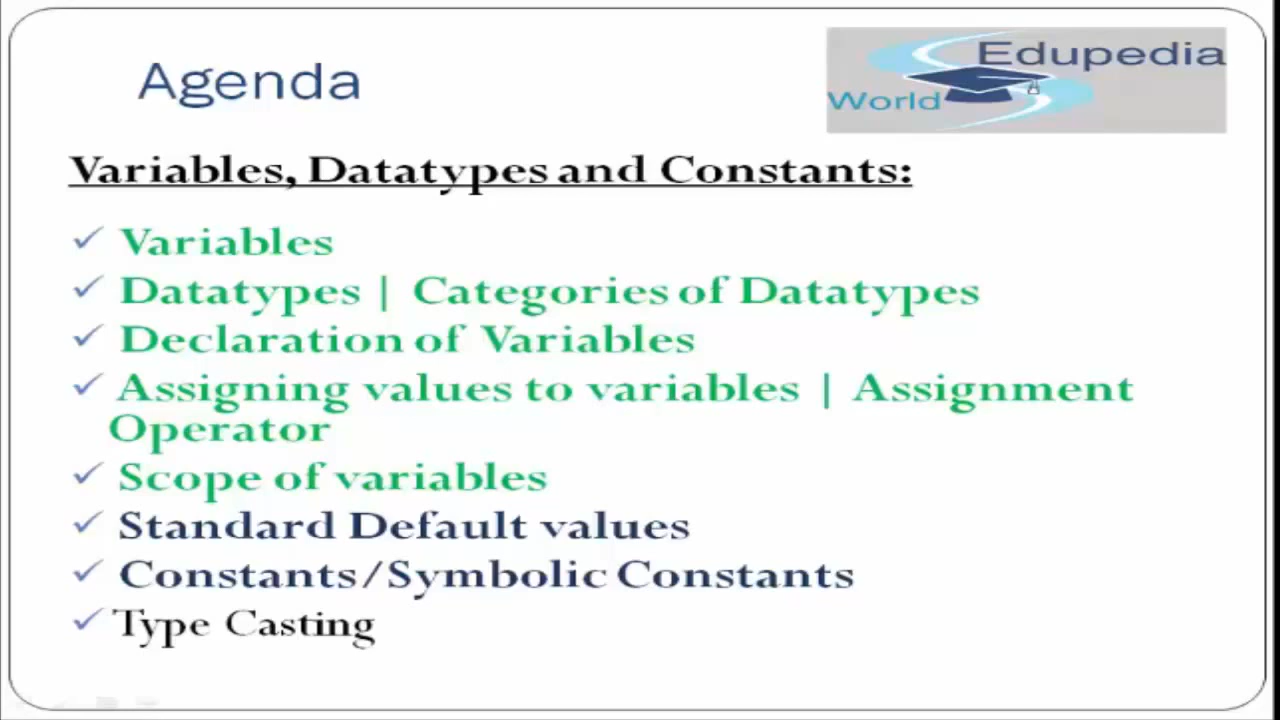 Agenda
Edupedia
World
Variables, Datatypes and Constants:
✓ Variables
✓ Datatypes | Categories of Datatypes
✓ Declaration of Variables
✓ Assigning values to variables | Assignment
Operator
✓ Scope of variables
✓ Standard Default values
✓ Constants/Symbolic Constants
✓ Type Casting